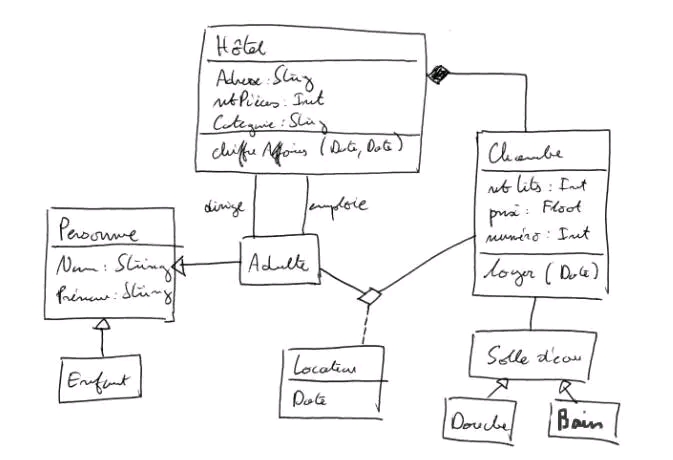 Hôtel
Adresse : String
nbPièces : Int
Categorie : String
chiffre Affaires (Date, Date)
dirige
emploie
Chambre
nb lits : Int
prix : Float
numéro : Int
loyer (Date)
Personne
Nom : String
Prénom : String
Adulte
Enfant
Location
Date
Salle d'eau
Douche
Bain